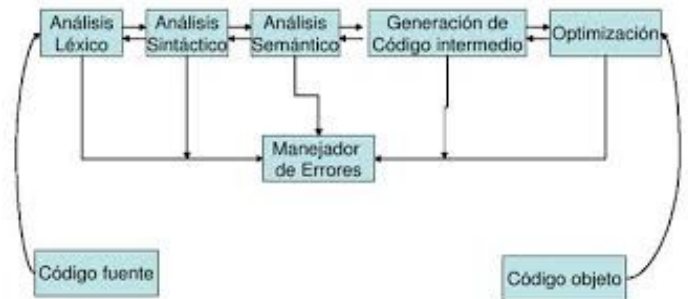 Análisis
Léxico
Análisis
Sintáctico
Análisis
Semántico
Generación de
Código intermedio
Optimización
Manejador
de Errores
Código fuente
Código objeto